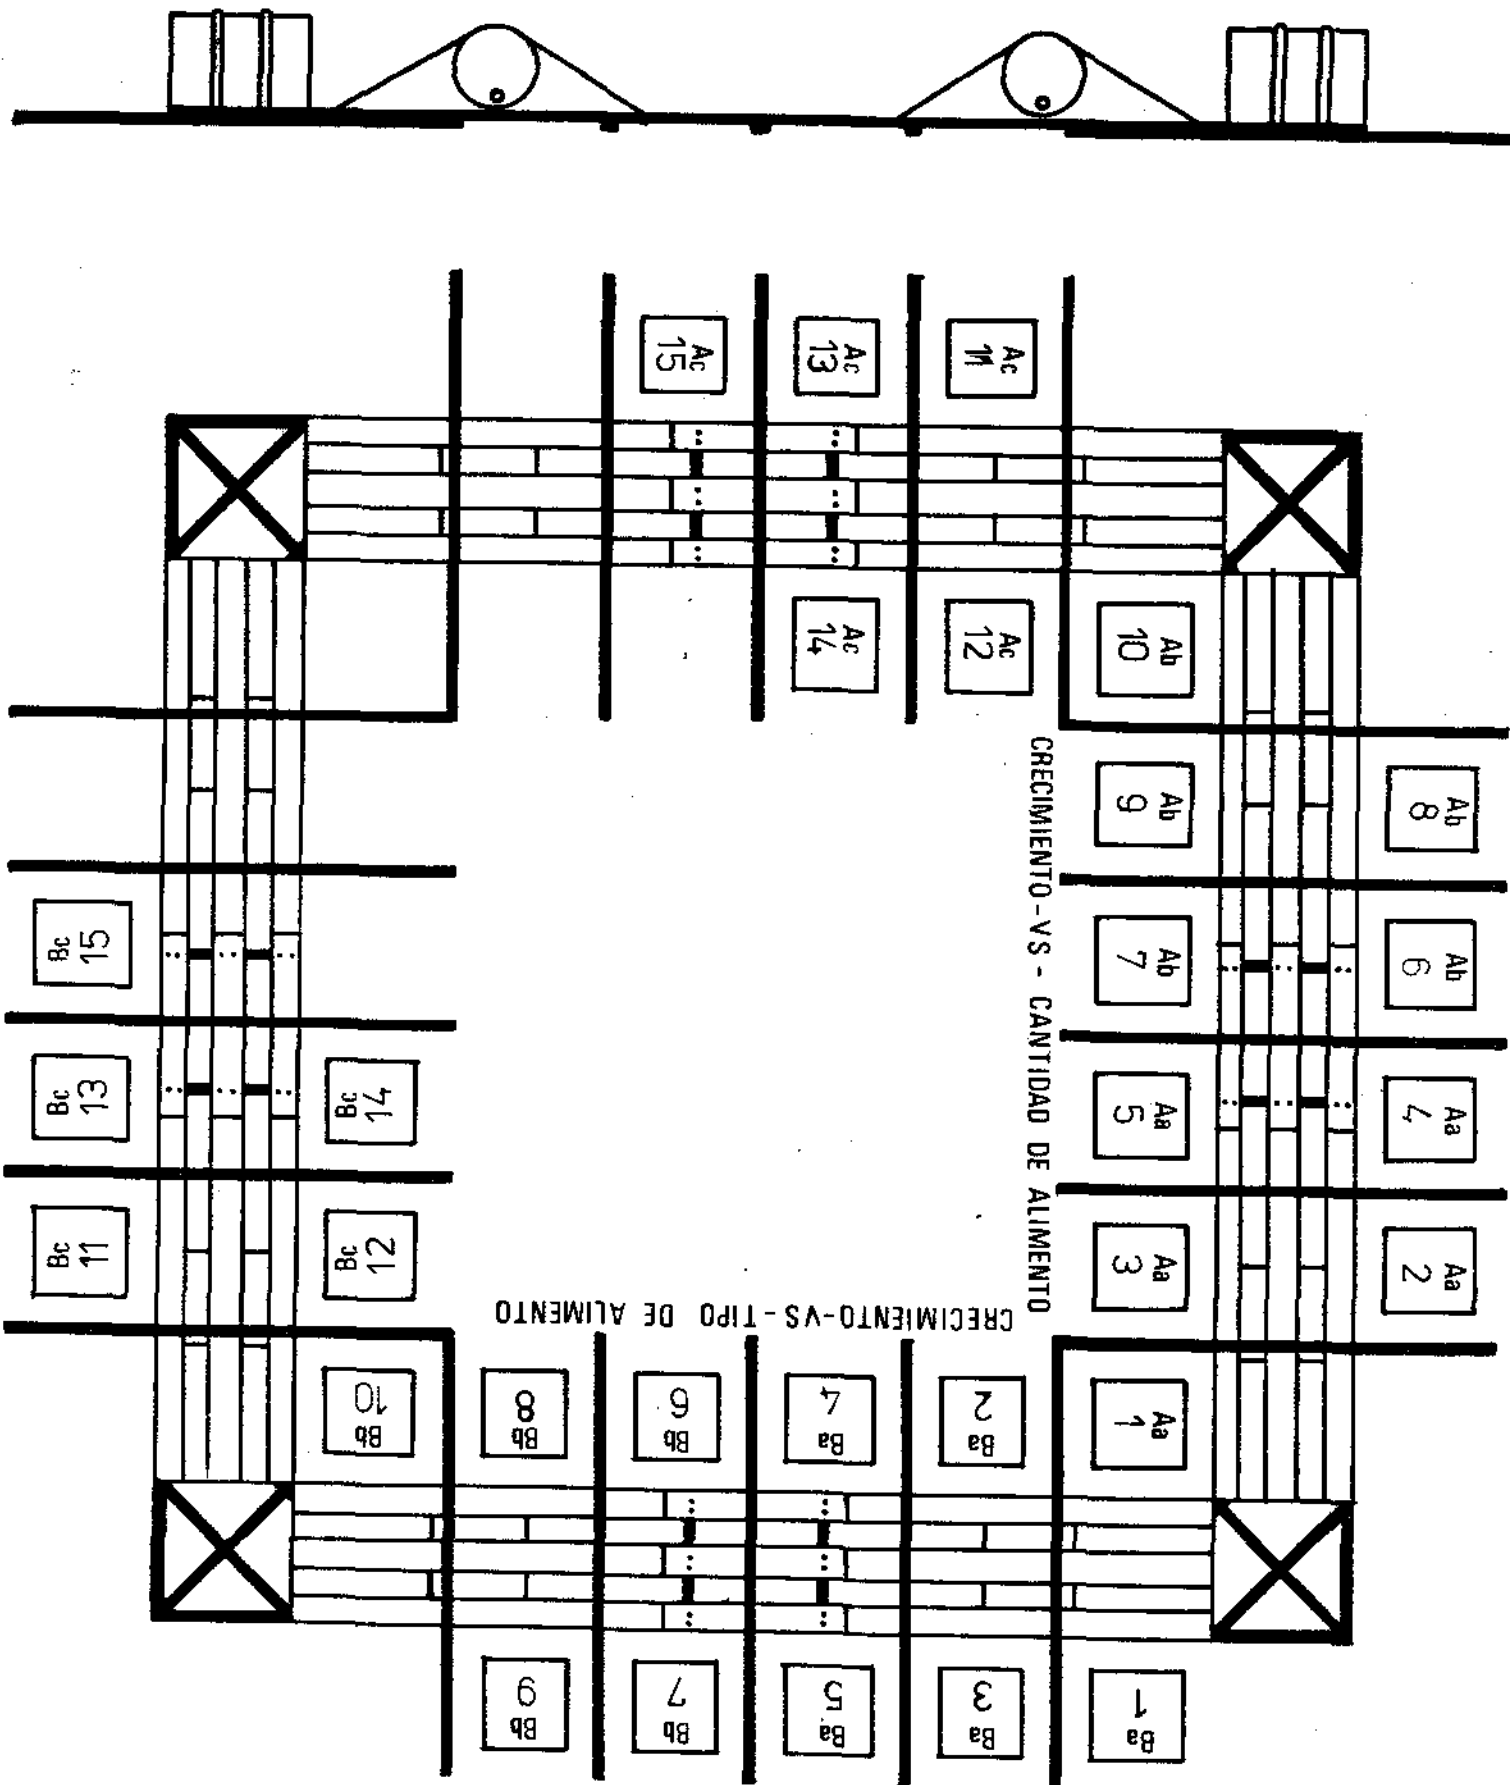 Ac
15
Ac
13
Ac
11
Ac
14
Ac
12
Ab
10
Ab
9
Ab
8
Ab
7
Ab
6
Aa
5
Aa
4
Aa
3
Aa
2
Aa
1
CRECIMIENTO-VS- CANTIDAD DE ALIMENTO
Bc
15
Bc
13
Bc
14
Bc
11
Bc
12
CRECIMIENTO-VS-TIPO DE ALIMENTO
Bb
10
Bb
8
Bb
6
Ba
4
Ba
2
Bb
9
Bb
7
Ba
5
Ba
3
Ba
1